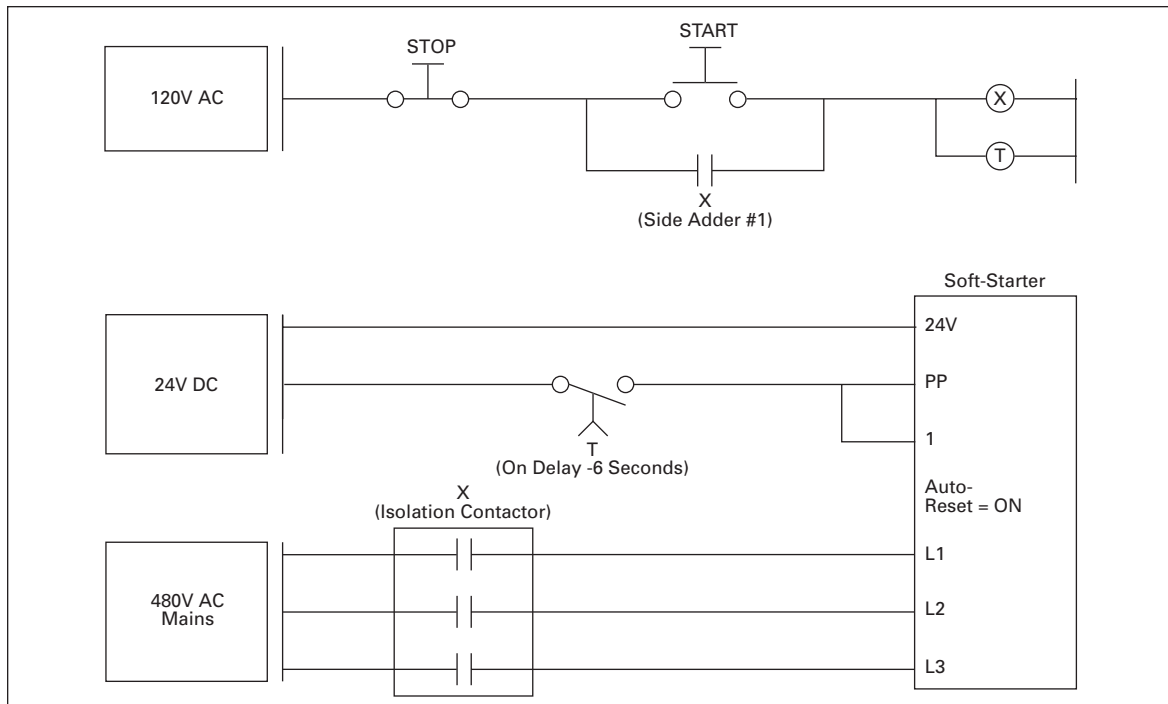 STOP
START
120V AC
X
T
X
(Side Adder #1)
Soft-Starter
24V
24V DC
PP
1
T
(On Delay -6 Seconds)
X
(Isolation Contactor)
Auto-
Reset = ON
L1
480V AC
Mains
L2
L3